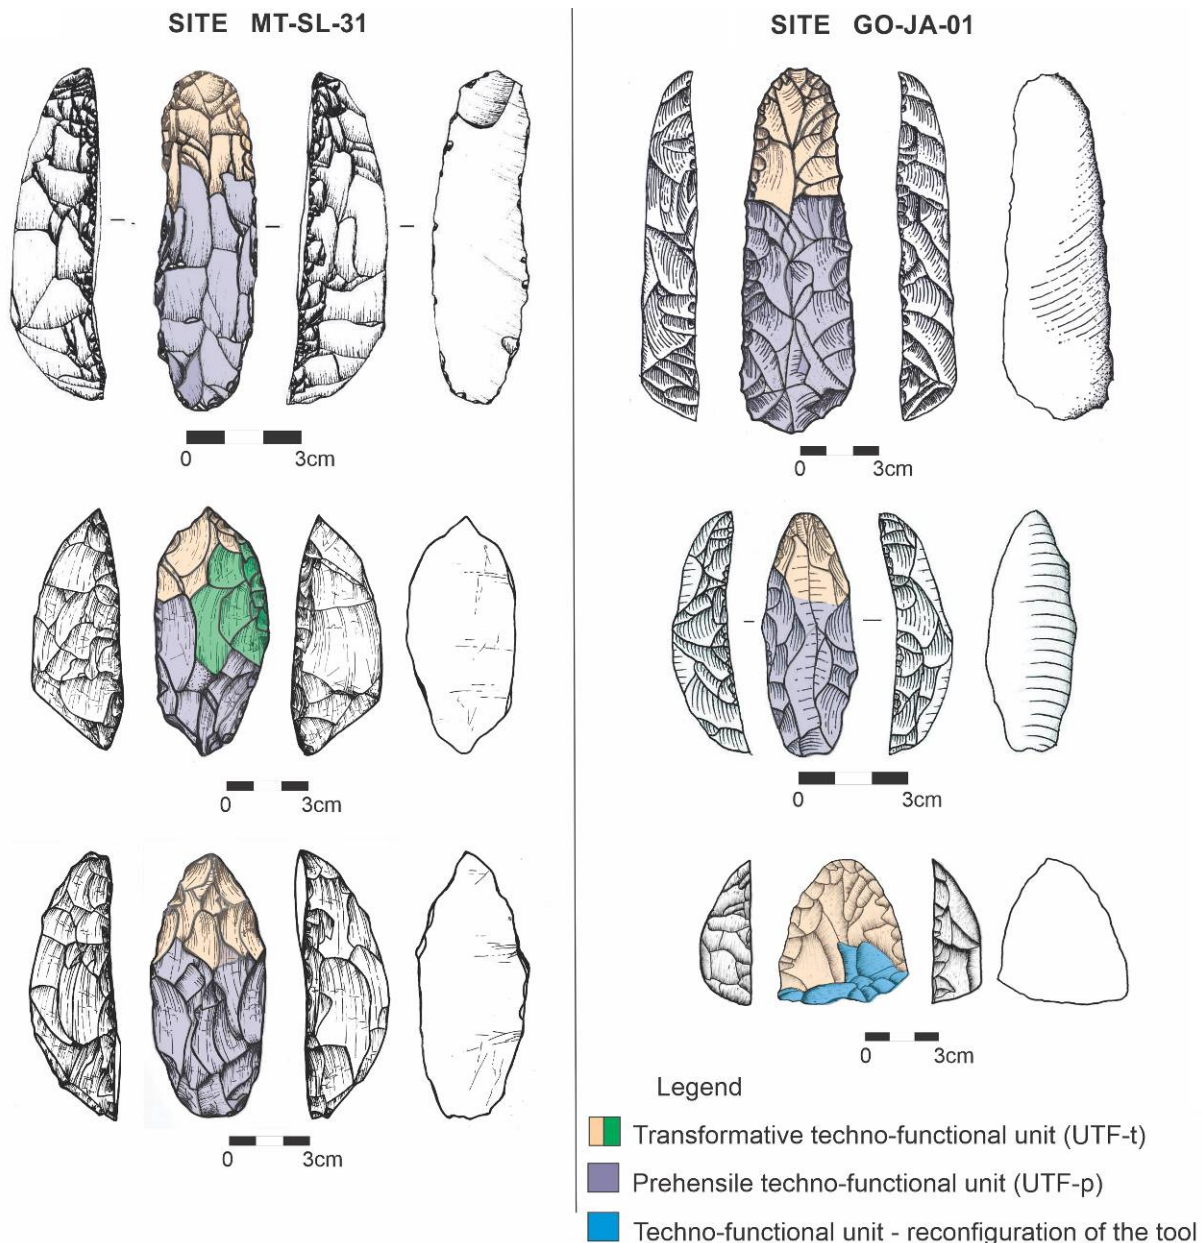 SITE MT-SL-31
SITE GO-JA-01
0 3cm
0 3cm
0 3cm
0 3cm
0 3cm
0 3cm
Legend
Transformative techno-functional unit (UTF-t)
Prehensile techno-functional unit (UTF-p)
Techno-functional unit - reconfiguration of the tool